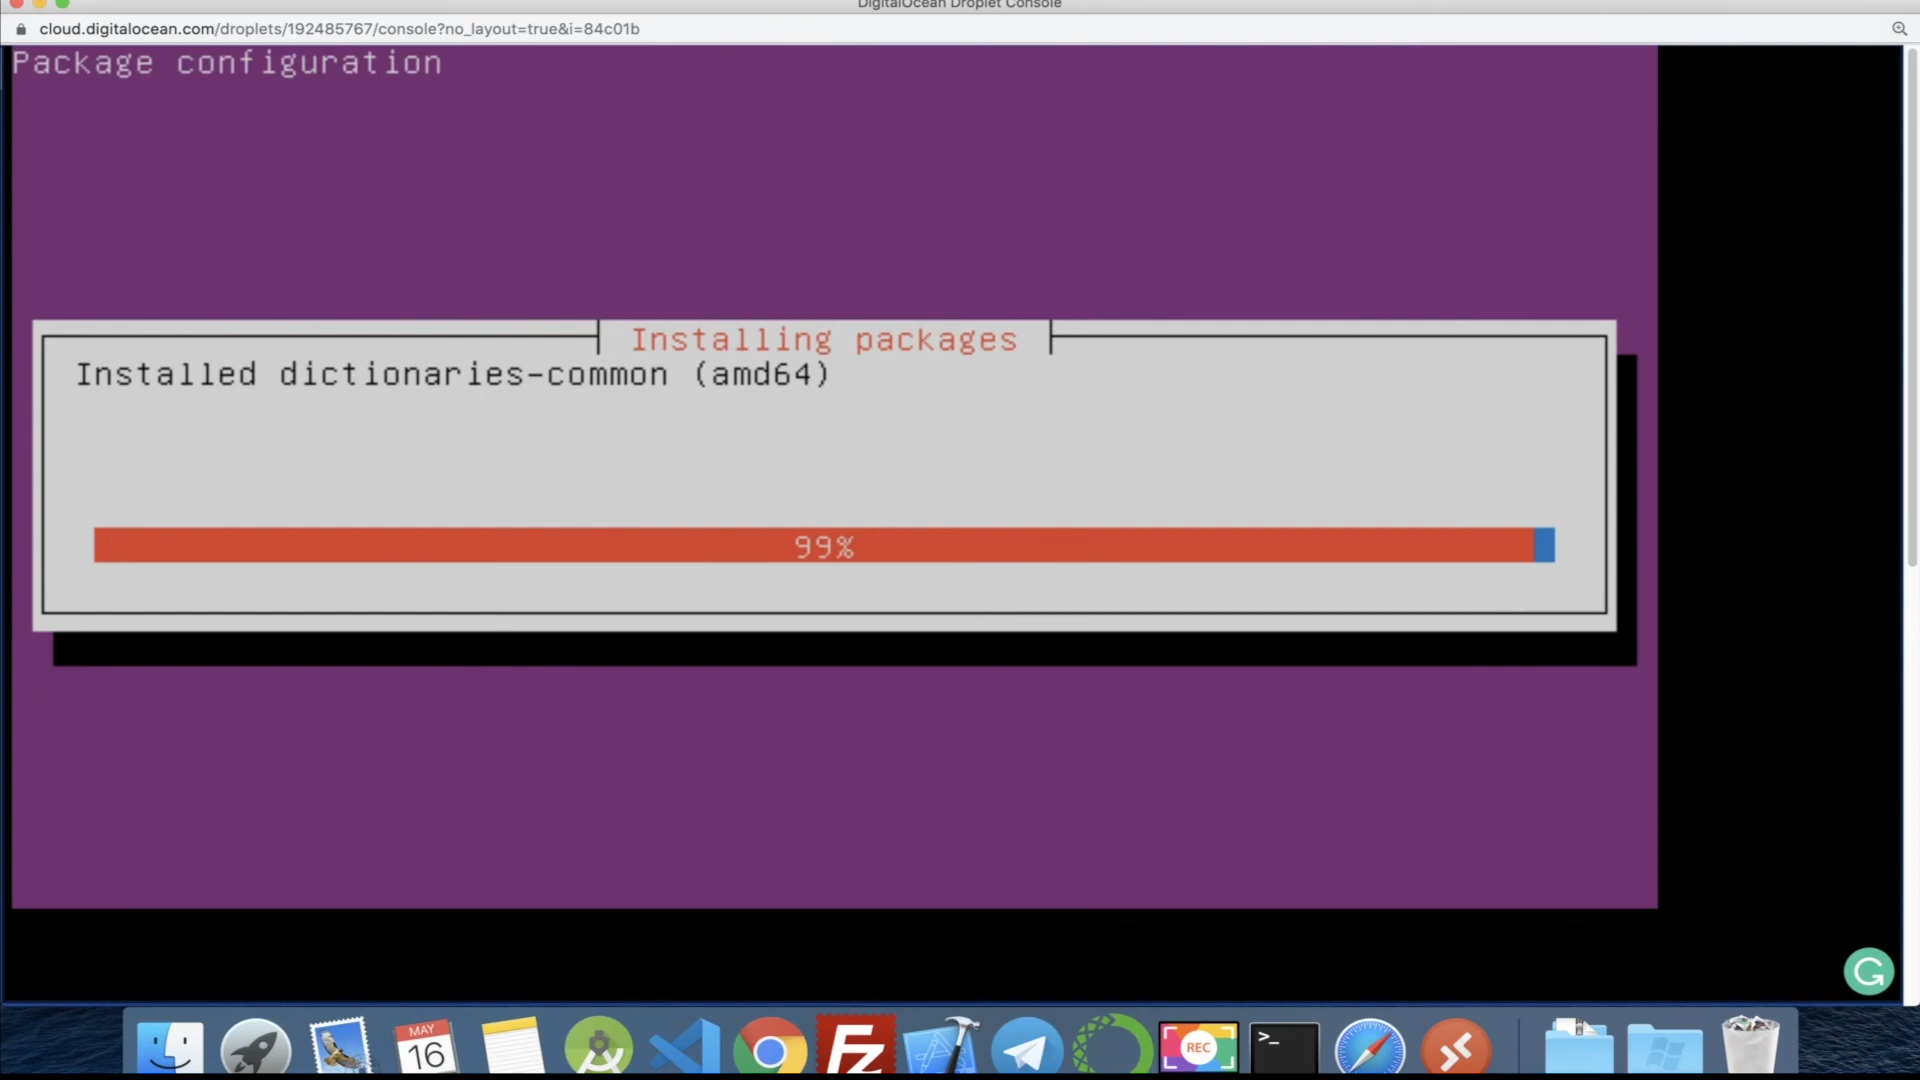 DigitalOcean Droplet Console
cloud.digitalocean.com/droplets/192485767/console?no_layout=true&i=84c01b
Package configuration
Installing packages
Installed dictionaries-common (amd64)
99%
MAY
16
REC
>_